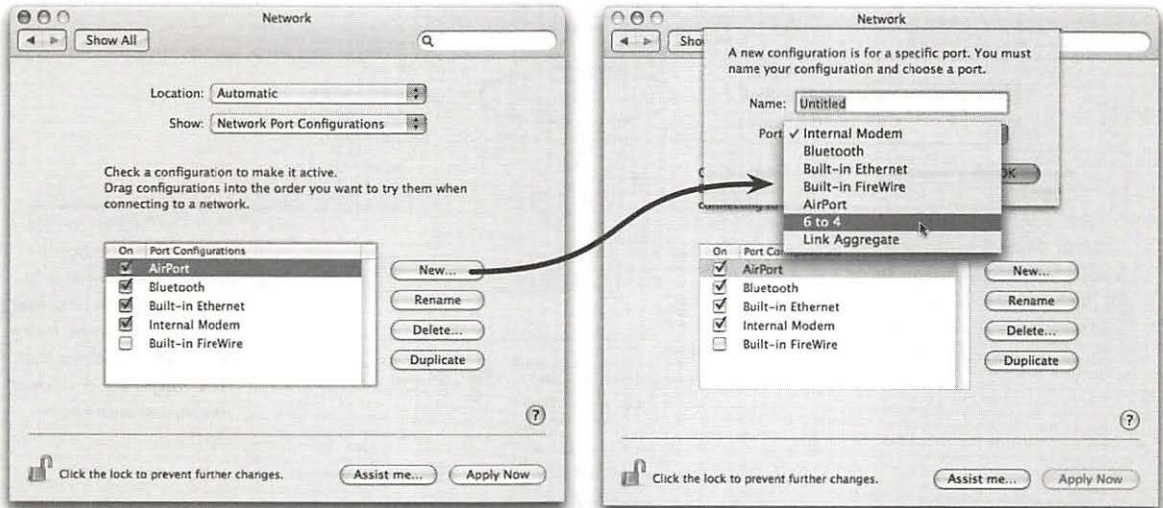 Network
Show All
Location: Automatic
Show: Network Port Configurations
Check a configuration to make it active.
Drag configurations into the order you want to try them when
connecting to a network.
On Port Configurations
AirPort
Bluetooth
Built-in Ethernet
Internal Modem
Built-in FireWire
New...
Rename
Delete...
Duplicate
?
Click the lock to prevent further changes.
Assist me...
Apply Now
Network
Sho
A new configuration is for a specific port. You must
name your configuration and choose a port.
Name: Untitled
Port
✓ Internal Modem
Bluetooth
Built-in Ethernet
Built-in FireWire
AirPort
6 to 4
Link Aggregate
On
AirPort
Bluetooth
Built-in Ethernet
Internal Modem
Built-in FireWire
New...
Rename
Delete...
Duplicate
?
Click the lock to prevent further changes.
Assist me...
Apply Now